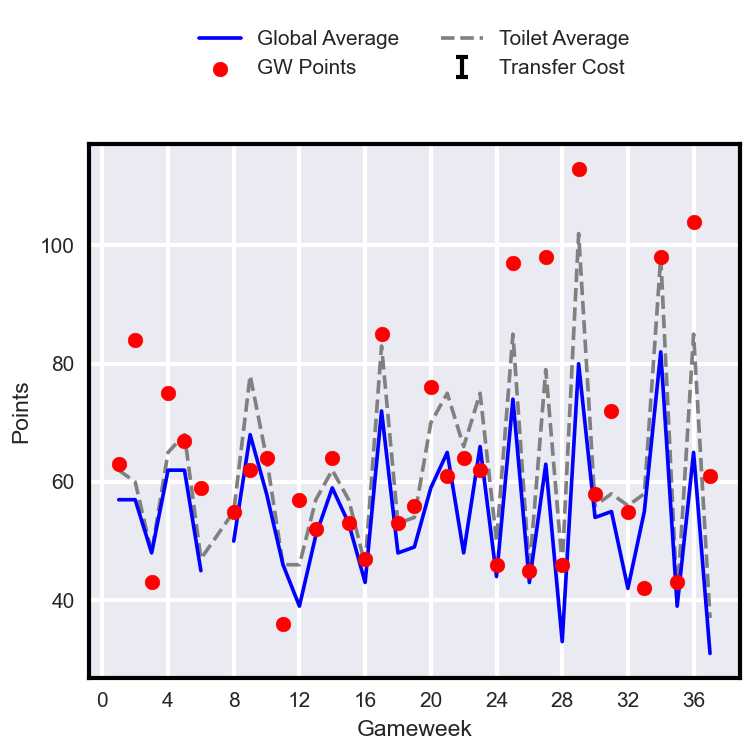 Global Average
Toilet Average
GW Points
Transfer Cost
Points
100
80
60
40
0 4 8 12 16 20 24 28 32 36
Gameweek